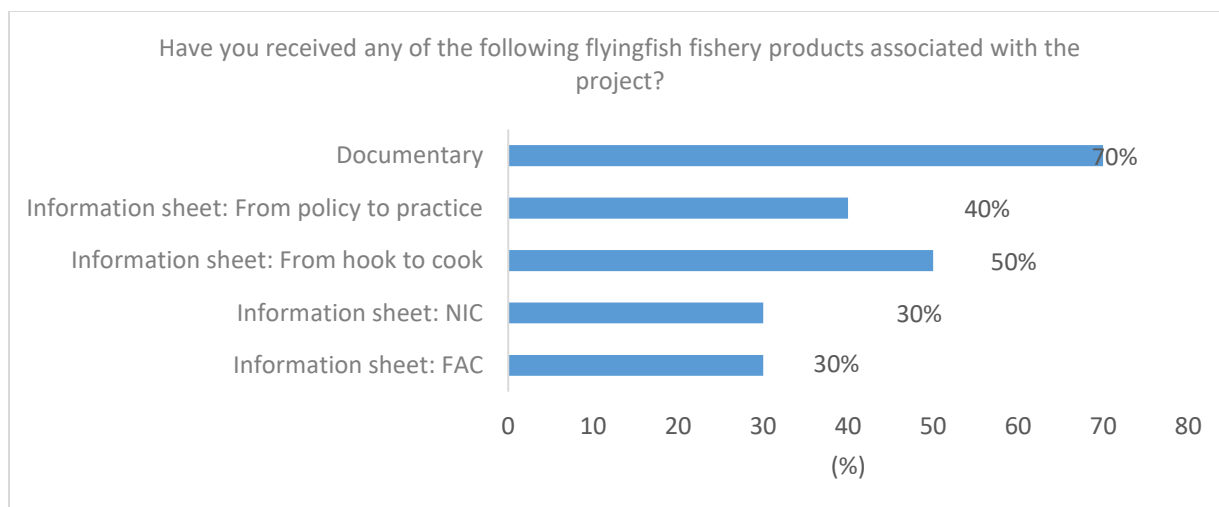 Have you received any of the following flyingfish fishery products associated with the
project?
Documentary
70%
Information sheet: From policy to practice
40%
Information sheet: From hook to cook
50%
Information sheet: NIC
30%
Information sheet: FAC
30%
0 10 20 30 40 50 60 70 80
(%)